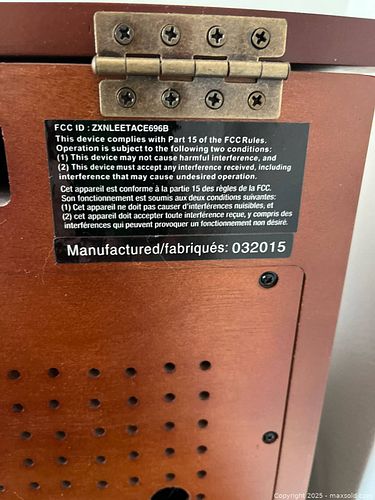 FCC ID : ZXNLEETACE696B
This device complies with Part 15 of the FCC Rules.
Operation is subject to the following two conditions:
(1) This device may not cause harmful interference, and
(2) This device must accept any interference received, including
interference that may cause undesired operation.
Cet appareil est conforme à la partie 15 des règles de la FCC.
Son fonctionnement est soumis aux deux conditions suivantes:
(1) Cet appareil ne doit pas causer d'interférences nuisibles, et
(2) cet appareil doit accepter toute interférence reçue, y compris des
interférences qui peuvent provoquer un fonctionnement non désiré.
Manufactured/fabriqués: 032015
Copyright © 2025 - maxsold.com